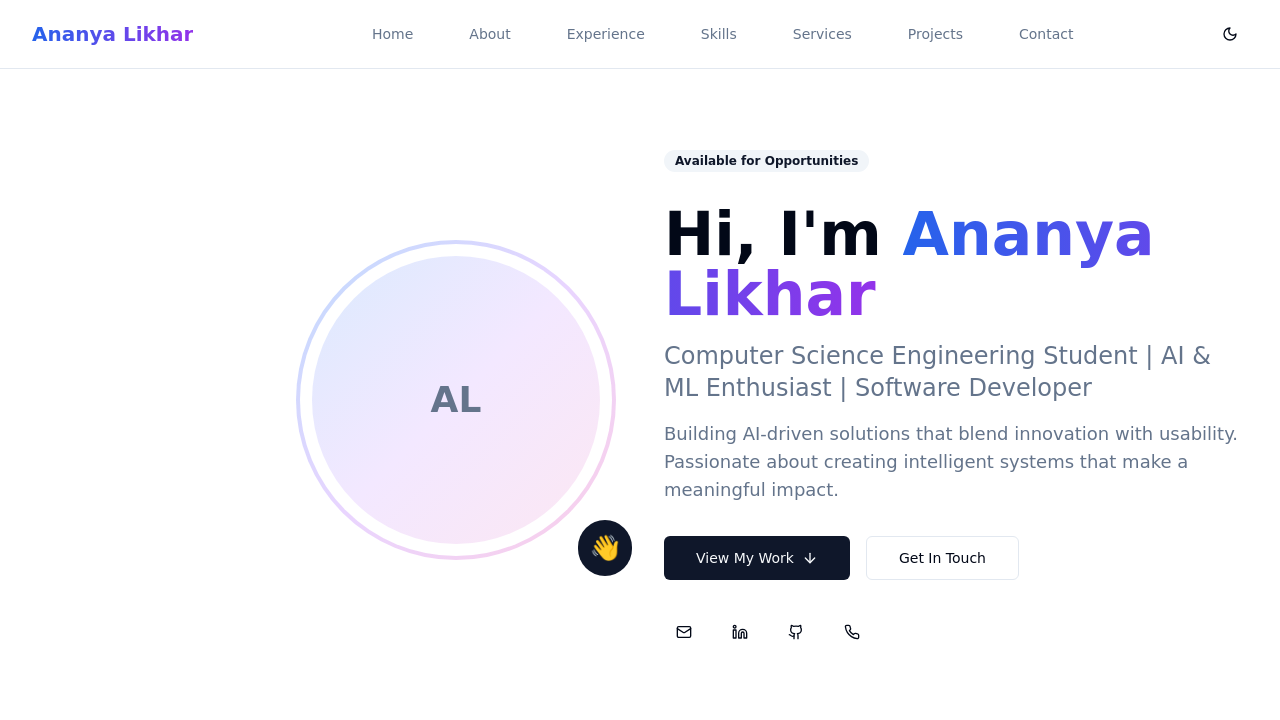 Ananya Likhar
Home About Experience Skills Services Projects Contact
Available for Opportunities
Hi, I'm Ananya
Likhar
Computer Science Engineering Student | AI &
ML Enthusiast | Software Developer
AL
Building AI-driven solutions that blend innovation with usability.
Passionate about creating intelligent systems that make a
meaningful impact.
View My Work
Get In Touch